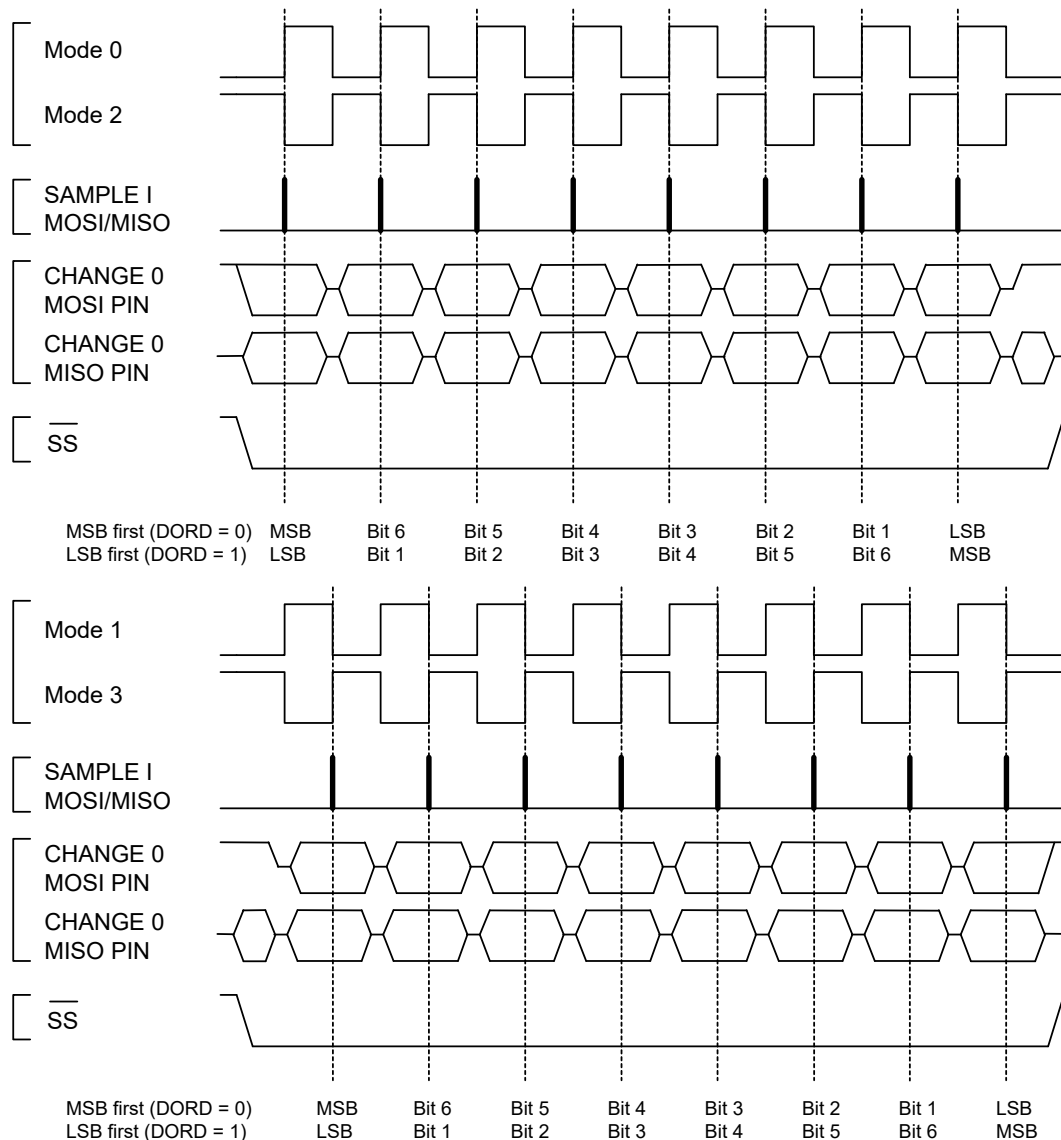 Mode 0
Mode 2
SAMPLE I
MOSI/MISO
CHANGE 0
MOSI PIN
CHANGE 0
MISO PIN
SS
MSB first (DORD = 0) MSB Bit 6 Bit 5 Bit 4 Bit 3 Bit 2 Bit 1 LSB
LSB first (DORD = 1) LSB Bit 1 Bit 2 Bit 3 Bit 4 Bit 5 Bit 6 MSB
Mode 1
Mode 3
SAMPLE I
MOSI/MISO
CHANGE 0
MOSI PIN
CHANGE 0
MISO PIN
SS
MSB first (DORD = 0) MSB Bit 6 Bit 5 Bit 4 Bit 3 Bit 2 Bit 1 LSB
LSB first (DORD = 1) LSB Bit 1 Bit 2 Bit 3 Bit 4 Bit 5 Bit 6 MSB